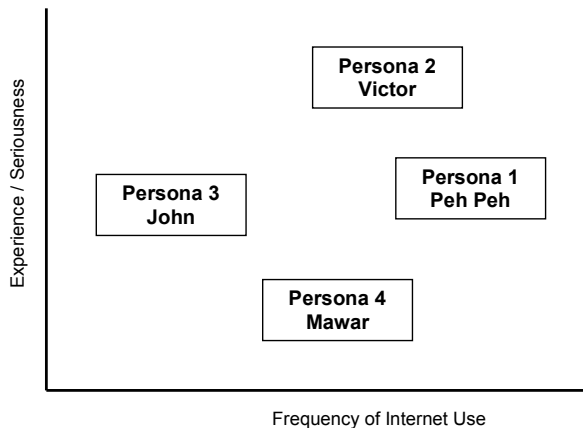 Persona 2
Victor
Persona 1
Peh Peh
Persona 3
John
Persona 4
Mawar
Experience / Seriousness
Frequency of Internet Use